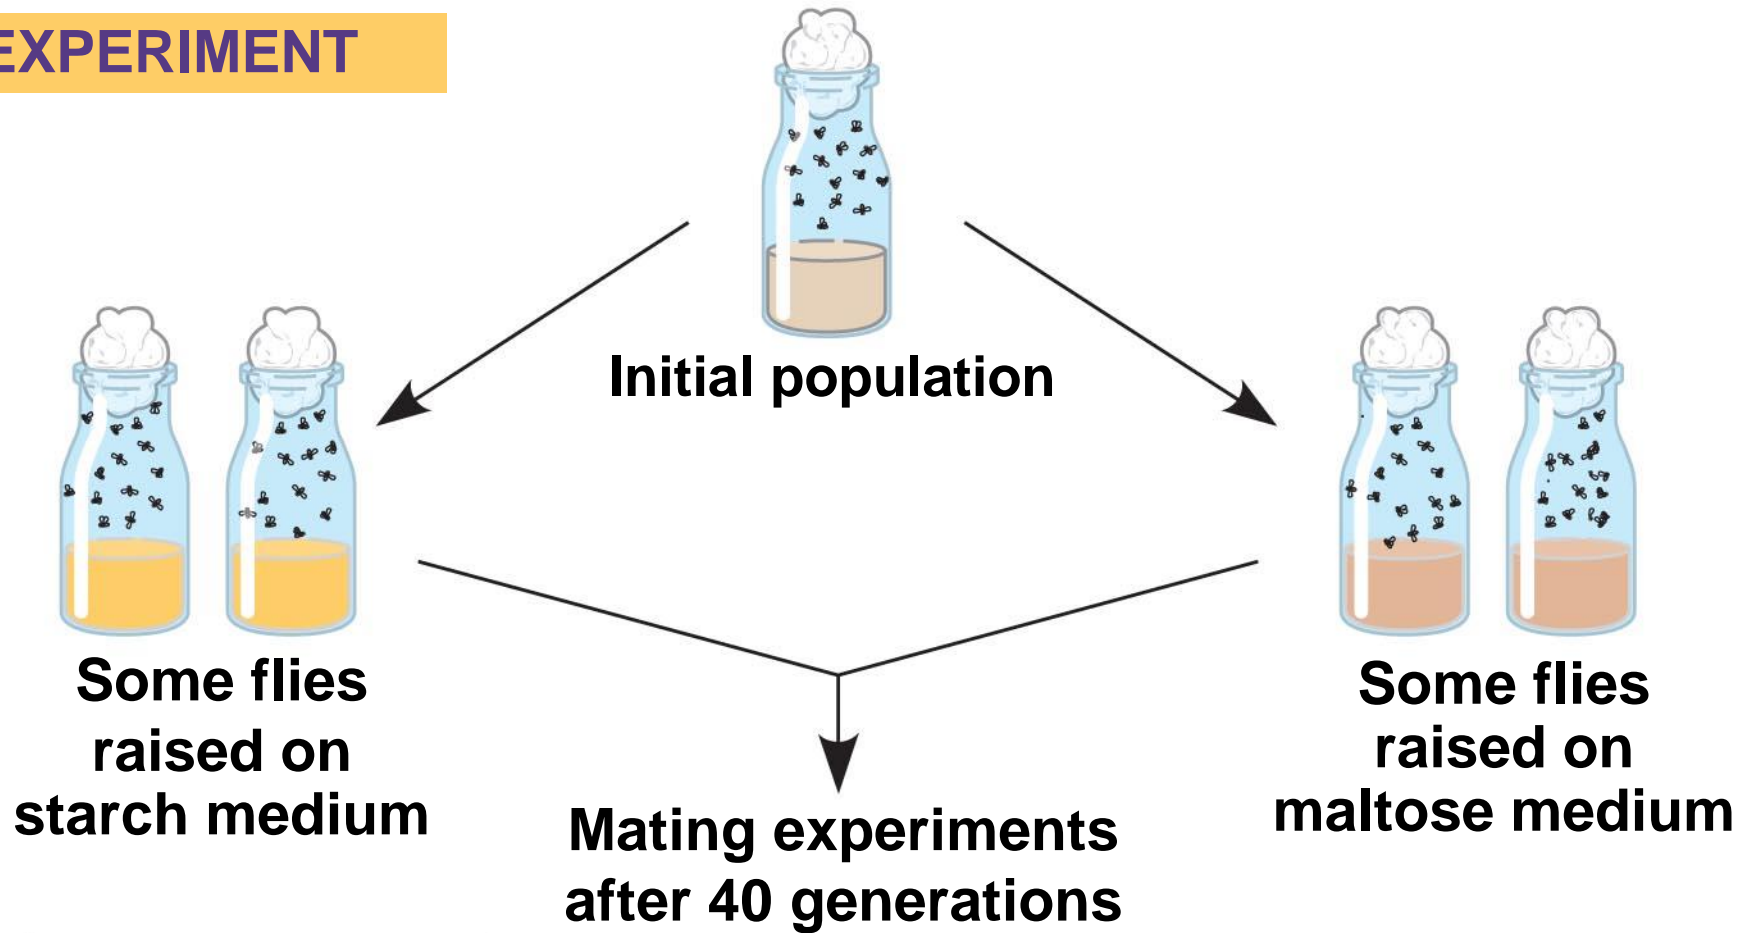 EXPERIMENT
Initial population
Some flies
raised on
starch medium
Some flies
raised on
maltose medium
Mating experiments
after 40 generations